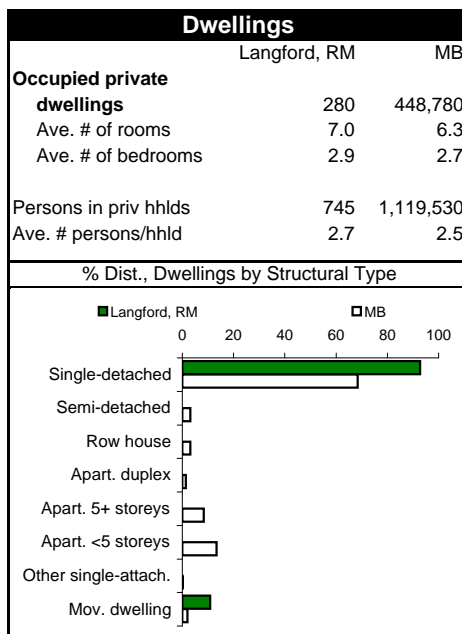 Dwellings
Langford, RM MB
Occupied private
dwellings 280 448,780
Ave. # of rooms 7.0 6.3
Ave. # of bedrooms 2.9 2.7
Persons in priv hhlds 745 1,119,530
Ave. # persons/hhld 2.7 2.5
% Dist., Dwellings by Structural Type
Langford, RM MB
0 20 40 60 80 100
Single-detached
Semi-detached
Row house
Apart. duplex
Apart. 5+ storeys
Apart. <5 storeys
Other single-attach.
Mov. dwelling